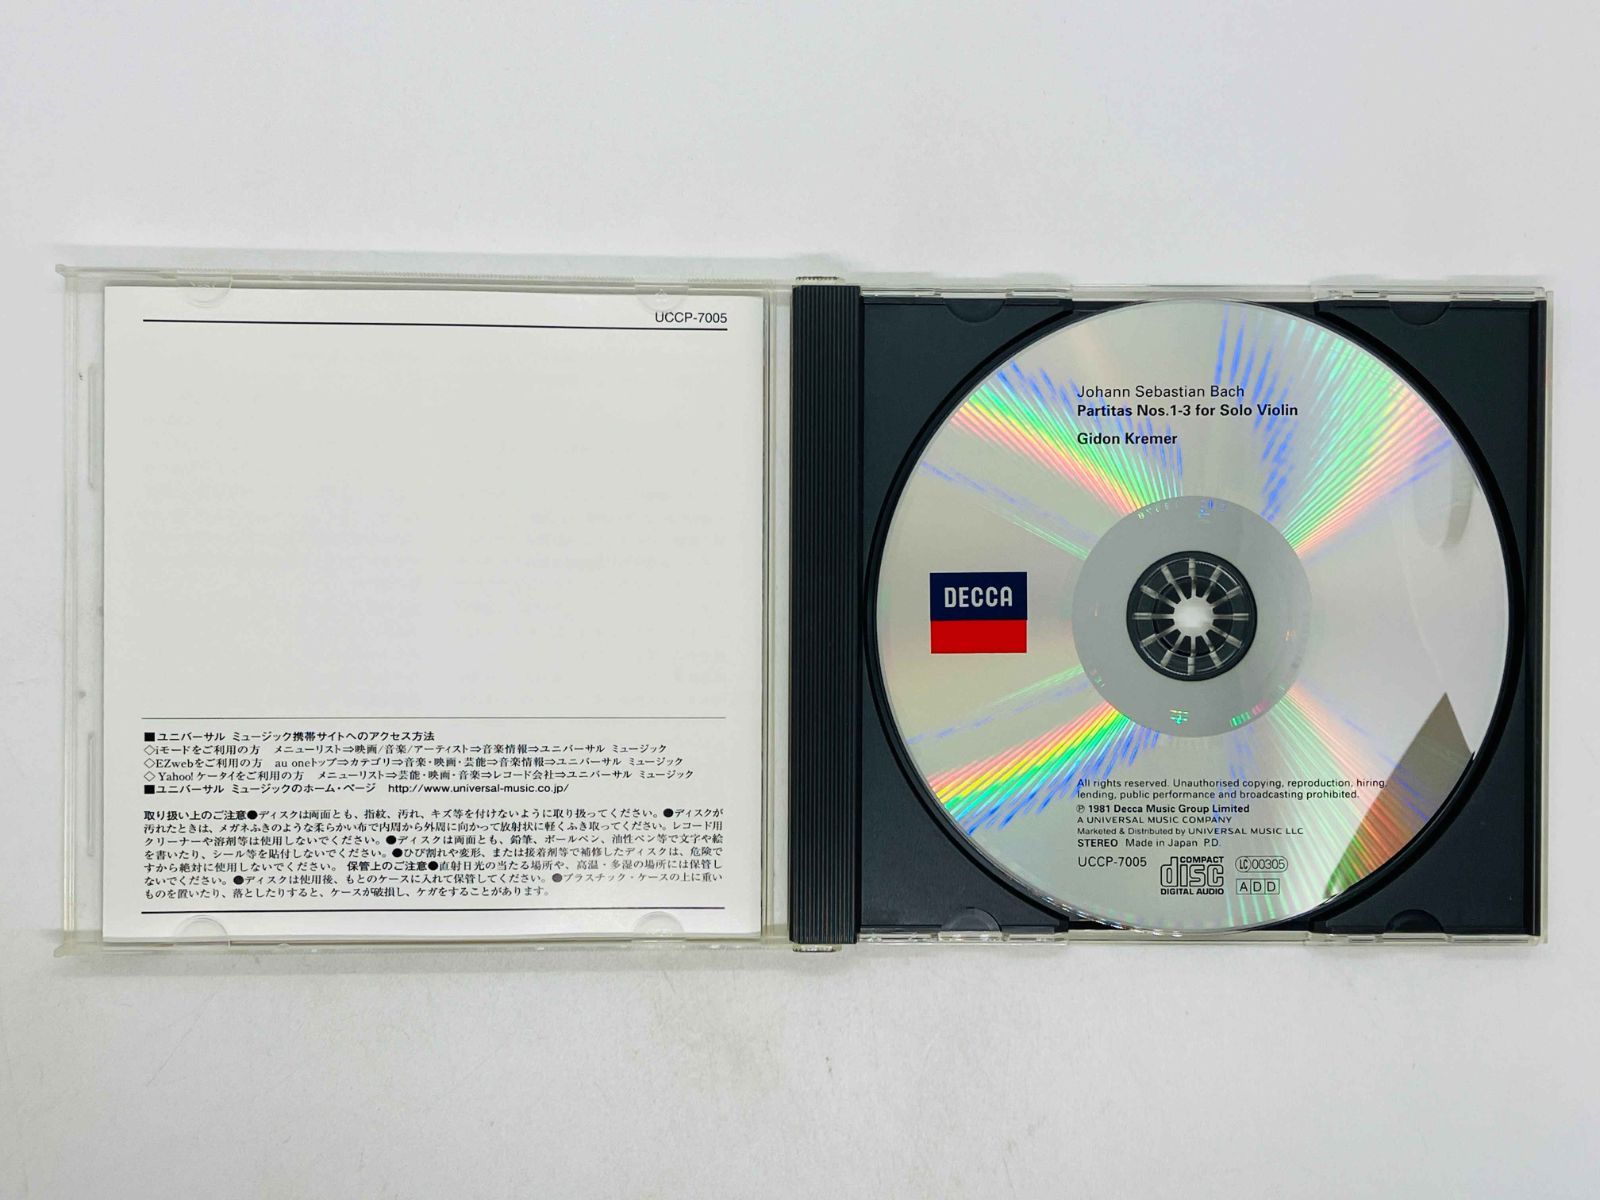 UCCP-7005
■ユニバーサル ミュージック携帯サイトへのアクセス方法
◇iモードをご利用の方 メニューリスト⇒映画/音楽/アーティスト⇒音楽情報⇒ユニバーサル ミュージック
◇EZwebをご利用の方 au oneトップ⇒カテゴリ⇒音楽・映画・芸能⇒音楽情報⇒ユニバーサル ミュージック
◇Yahoo!ケータイをご利用の方 メニューリスト⇒芸能・映画・音楽⇒レコード会社⇒ユニバーサル ミュージック
■ユニバーサル ミュージックのホーム・ページ http://www.universal-music.co.jp/
取り扱い上のご注意●ディスクは両面とも、指紋、汚れ、キズ等を付けないように取り扱ってください。●ディスクが
汚れたときは、メガネふきのような柔らかい布で内周から外周に向かって放射状に軽くふき取ってください。レコード用
クリーナーや溶剤等は使用しないでください。●ディスクは両面とも、鉛筆、ボールペン、油性ペン等で文字や絵
を書いたり、シール等を貼付しないでください。●ひび割れや変形、または接着剤等で補修したディスクは、危険で
すから絶対に使用しないでください。 保管上のご注意●直射日光の当たる場所や、高温・多湿の場所には保管し
ないでください。●ディスクは使用後、もとのケースに入れて保管してください。●プラスチック・ケースの上に重い
ものを置いたり、落としたりすると、ケースが破損し、ケガをすることがあります。
Johann Sebastian Bach
Partitas Nos.1-3 for Solo Violin
Gidon Kremer
DECCA
All rights reserved. Unauthorised copying, reproduction, hiring,
lending, public performance and broadcasting prohibited.
℗ 1981 Decca Music Group Limited
A UNIVERSAL MUSIC COMPANY
Marketed & Distributed by UNIVERSAL MUSIC LLC
STEREO Made in Japan P.D.
UCCP-7005
COMPACT
disc
DIGITAL AUDIO
LC 00305
ADD